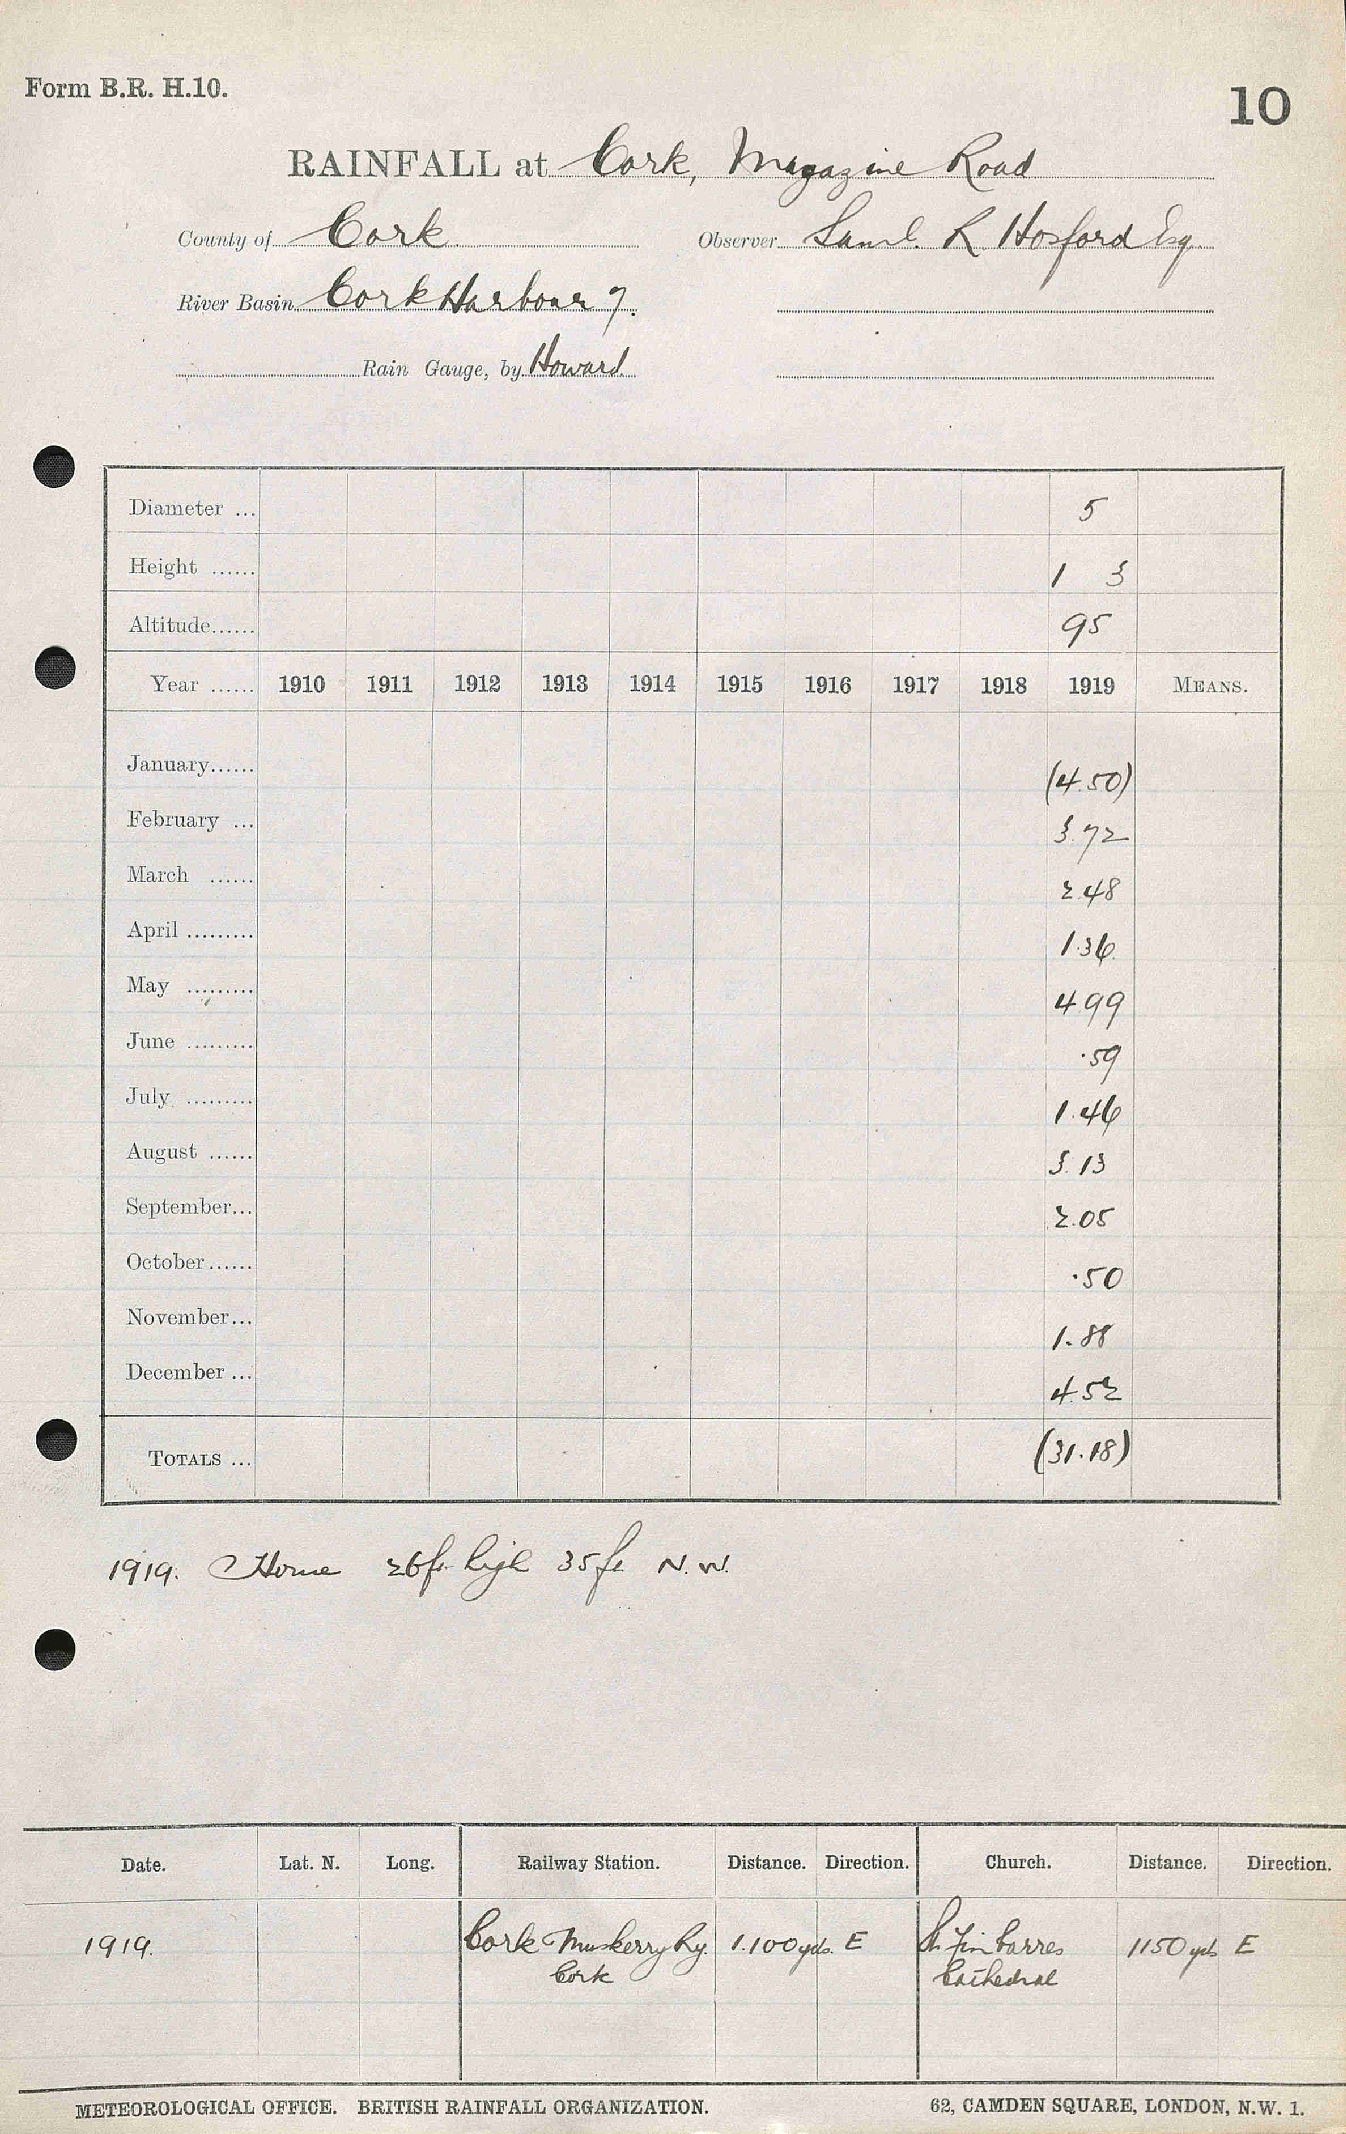 Form B.R. H.10.
10
RAINFALL at Cork, Magazine Road
County of Cork Observer Saml. R Hosford Esq
River Basin Cork Harbour 7.
Rain Gauge, by Howard
Diameter ... 5
Height ...... 1 3
Altitude...... 95
Year ...... 1910 1911 1912 1913 1914 1915 1916 1917 1918 1919 MEANS.
January...... (4.50)
February ... 3.72
March ...... 2.48
April ......... 1.36
May ......... 4.99
June ......... .59
July ......... 1.46
August ...... 3.13
September... 2.05
October...... .50
November... 1.88
December ... 4.52
TOTALS ... (31.18)
1919. Home 26ft high 35ft N.W.
Date. Lat. N. Long. Railway Station. Distance. Direction. Church. Distance. Direction.
1919. Cork Muskerry Ry. 1.100 yds. E St. Finbarres 1150 yds E
Cork Cathedral
METEOROLOGICAL OFFICE. BRITISH RAINFALL ORGANIZATION. 62, CAMDEN SQUARE, LONDON, N.W. 1.